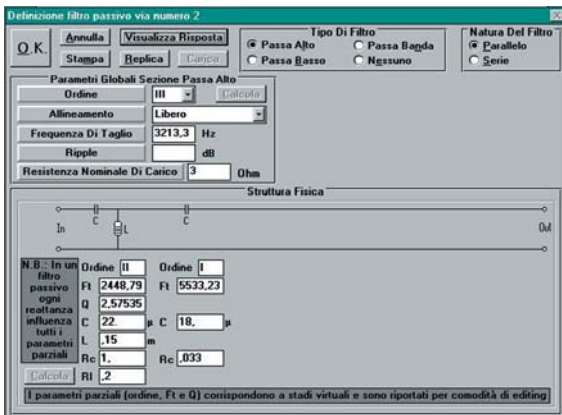 Definizione filtro passivo via numero 2
O.K.
Annulla
Visualizza Risposta
Stampa
Replica
Carica
Tipo Di Filtro
Passa Alto
Passa Banda
Passa Basso
Nessuno
Natura Del Filtro
Parallelo
Serie
Parametri Globali Sezione Passa Alto
Ordine III Calcola
Allineamento Libero
Frequenza Di Taglio 3213,3 Hz
Ripple dB
Resistenza Nominale Di Carico 3 Ohm
Struttura Fisica
C C
In L Out
N.B.: In un filtro passivo ogni reattanza influenza tutti i parametri parziali
Ordine II Ordine I
Ft 2448,79 Ft 5533,23
Q 2,57535
C 22. µ C 18, µ
L ,15 m
Rc 1, Rc ,033
Calcola Rl ,2
I parametri parziali (ordine, Ft e Q) corrispondono a stadi virtuali e sono riportati per comodità di editing